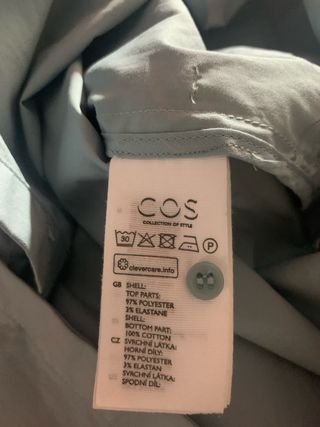 COS
COLLECTION OF STYLE
30
P
clevercare.info
GB SHELL:
TOP PARTS:
97% POLYESTER
3% ELASTANE
SHELL:
BOTTOM PART:
100% COTTON
CZ SVRCHNÍ LÁTKA:
HORNÍ DÍL:
97% POLYESTER
3% ELASTAN
SVRCHNÍ LÁTKA:
SPODNÍ DÍL: